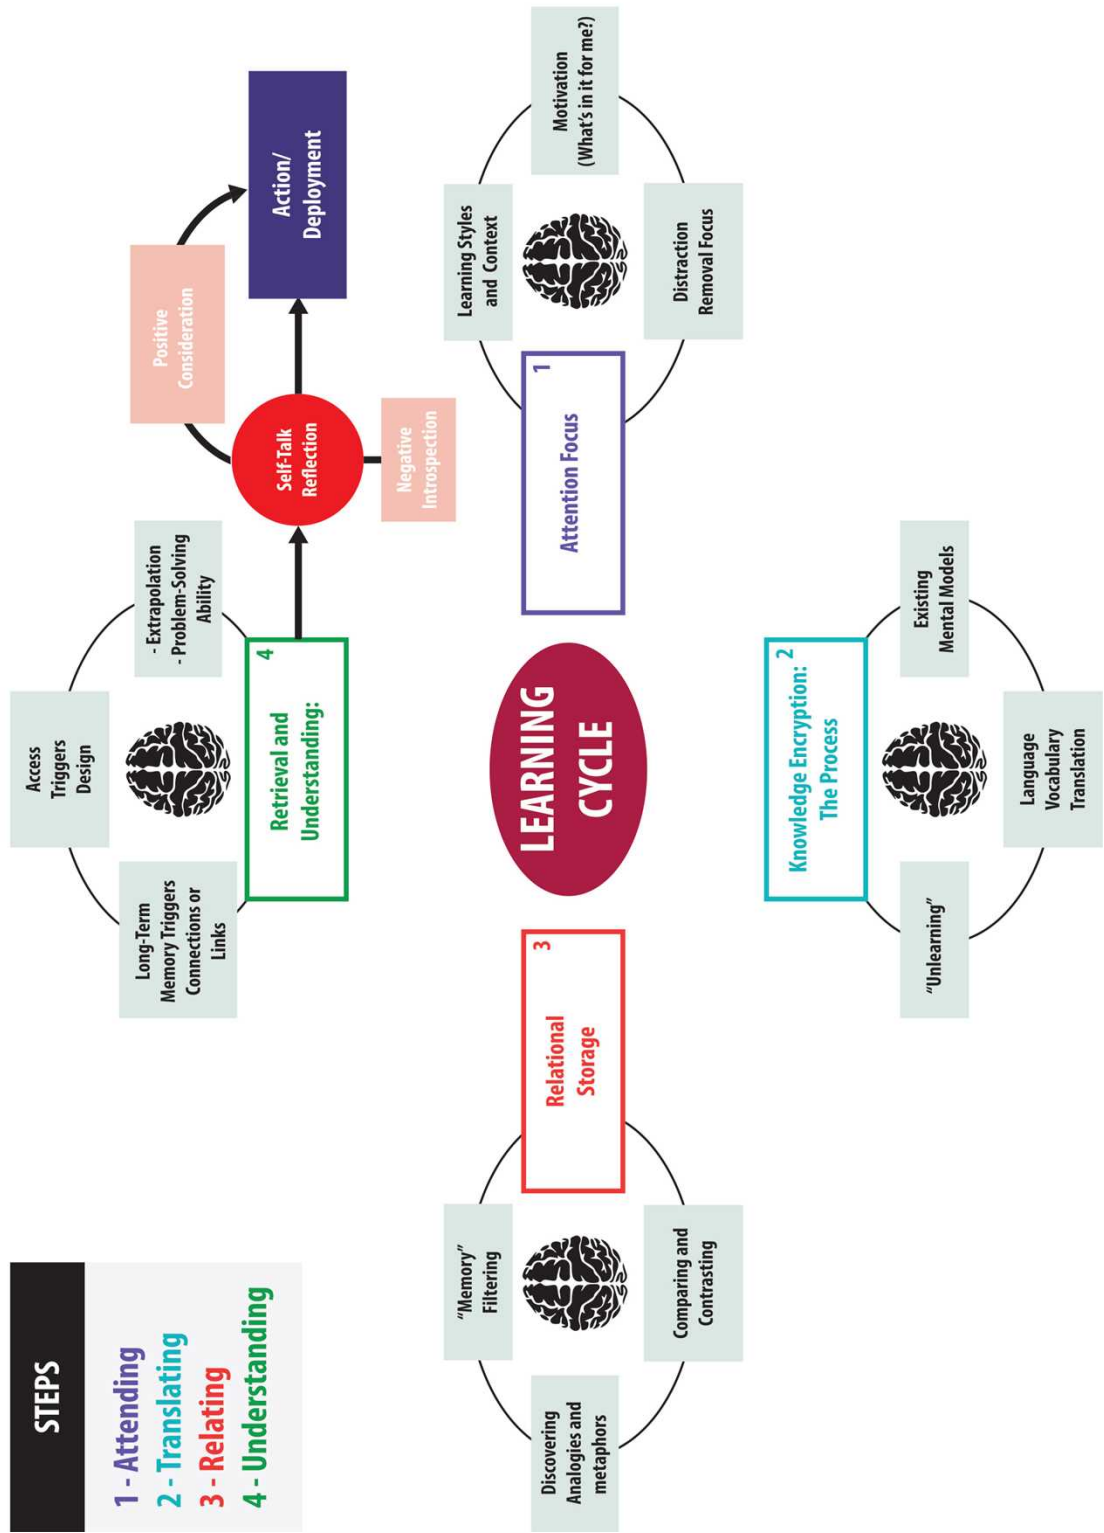 STEPS
1 - Attending
2 - Translating
3 - Relating
4 - Understanding
Access
Triggers
Design
Long-Term
Memory Triggers
Connections or
Links
- Extrapolation
- Problem-Solving
Ability
Retrieval and
Understanding:
4
Self-Talk
Reflection
Positive
Consideration
Negative
Introspection
Action/
Deployment
LEARNING
CYCLE
Attention Focus
1
Learning Styles
and Context
Motivation
(What's in it for me?)
Distraction
Removal Focus
Knowledge Encryption:
The Process
2
Existing
Mental Models
Language
Vocabulary
Translation
“Unlearning”
Relational
Storage
3
“Memory”
Filtering
Comparing and
Contrasting
Discovering
Analogies and
metaphors